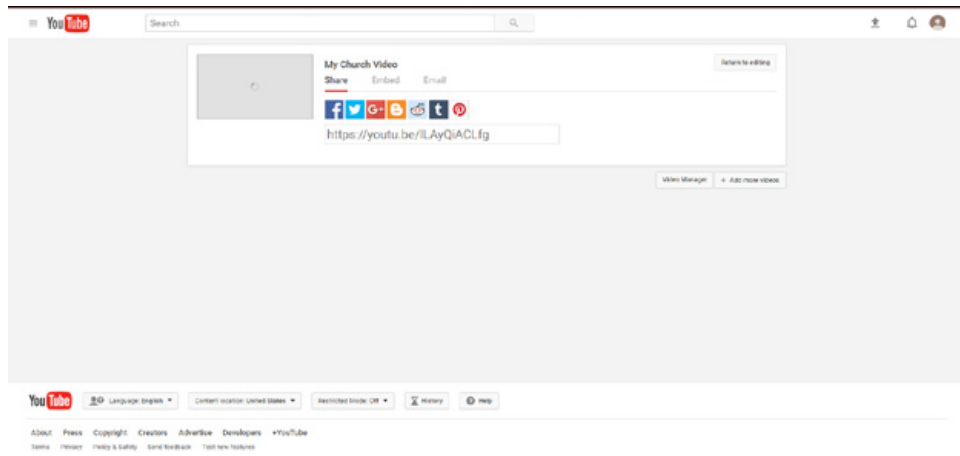 YouTube
Search
My Church Video
Return to editing
Share Embed Email
G+
https://youtu.be/lLAyQiACLfg
Video Manager + Add more videos
YouTube Language: English Content location: United States Restricted Mode: Off History Help
About Press Copyright Creators Advertise Developers +YouTube
Terms Privacy Policy & Safety Send feedback Test new features